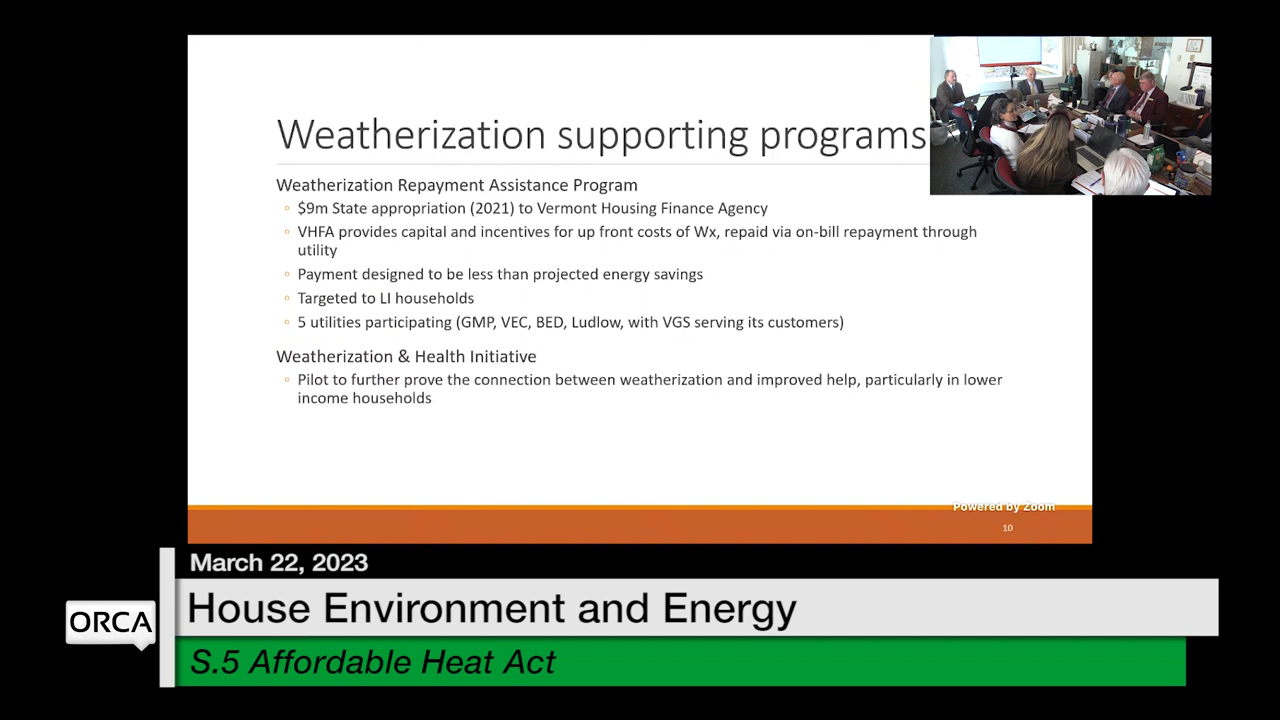 Weatherization supporting programs
Weatherization Repayment Assistance Program
◦ $9m State appropriation (2021) to Vermont Housing Finance Agency
◦ VHFA provides capital and incentives for up front costs of Wx, repaid via on-bill repayment through
utility
◦ Payment designed to be less than projected energy savings
◦ Targeted to LI households
◦ 5 utilities participating (GMP, VEC, BED, Ludlow, with VGS serving its customers)
Weatherization & Health Initiative
◦ Pilot to further prove the connection between weatherization and improved help, particularly in lower
income households
Powered by Zoom
10
March 22, 2023
House Environment and Energy
ORCA
S.5 Affordable Heat Act